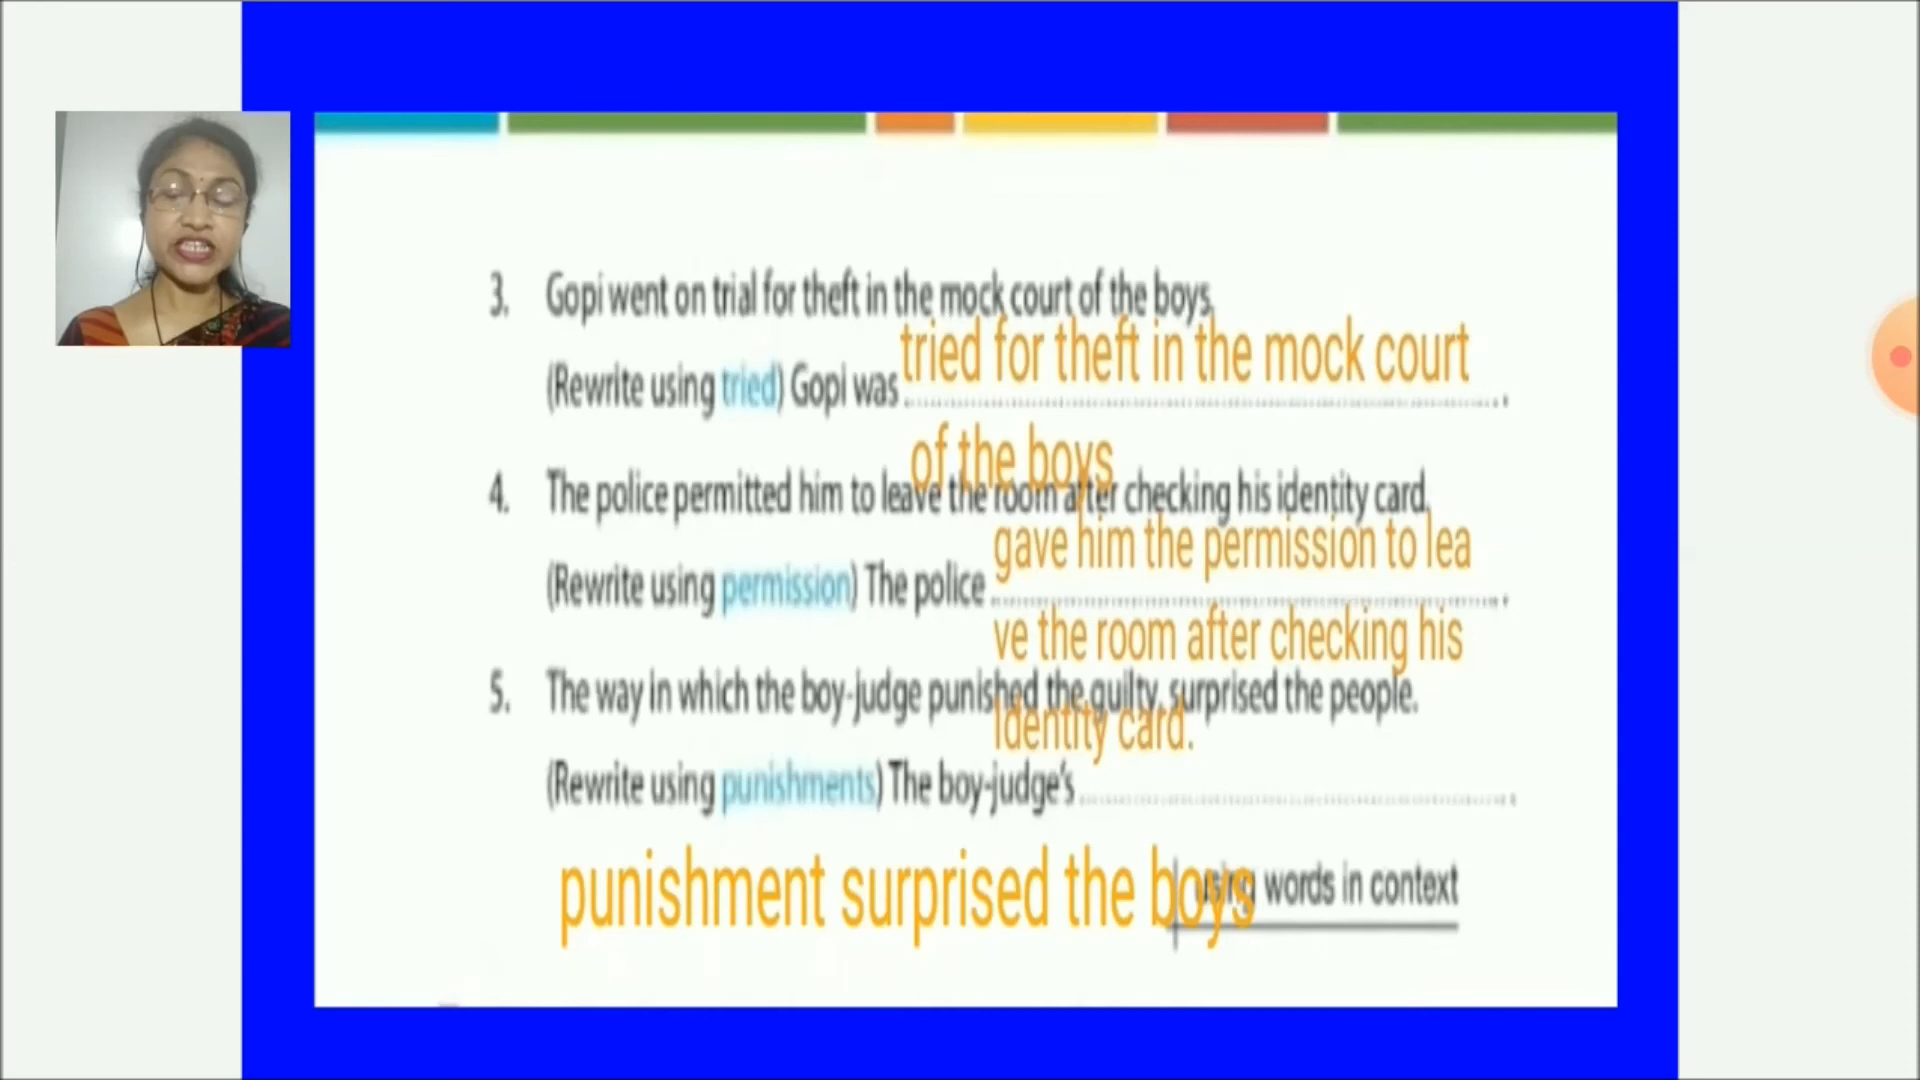 3. Gopi went on trial for theft in the mock court of the boys.
tried for theft in the mock court
(Rewrite using tried) Gopi was
of the boys
4. The police permitted him to leave the room after checking his identity card.
gave him the permission to lea
(Rewrite using permission) The police
ve the room after checking his
5. The way in which the boy-judge punished the guilty, surprised the people.
Identity card.
(Rewrite using punishments) The boy-judge's
punishment surprised the boys
using words in context